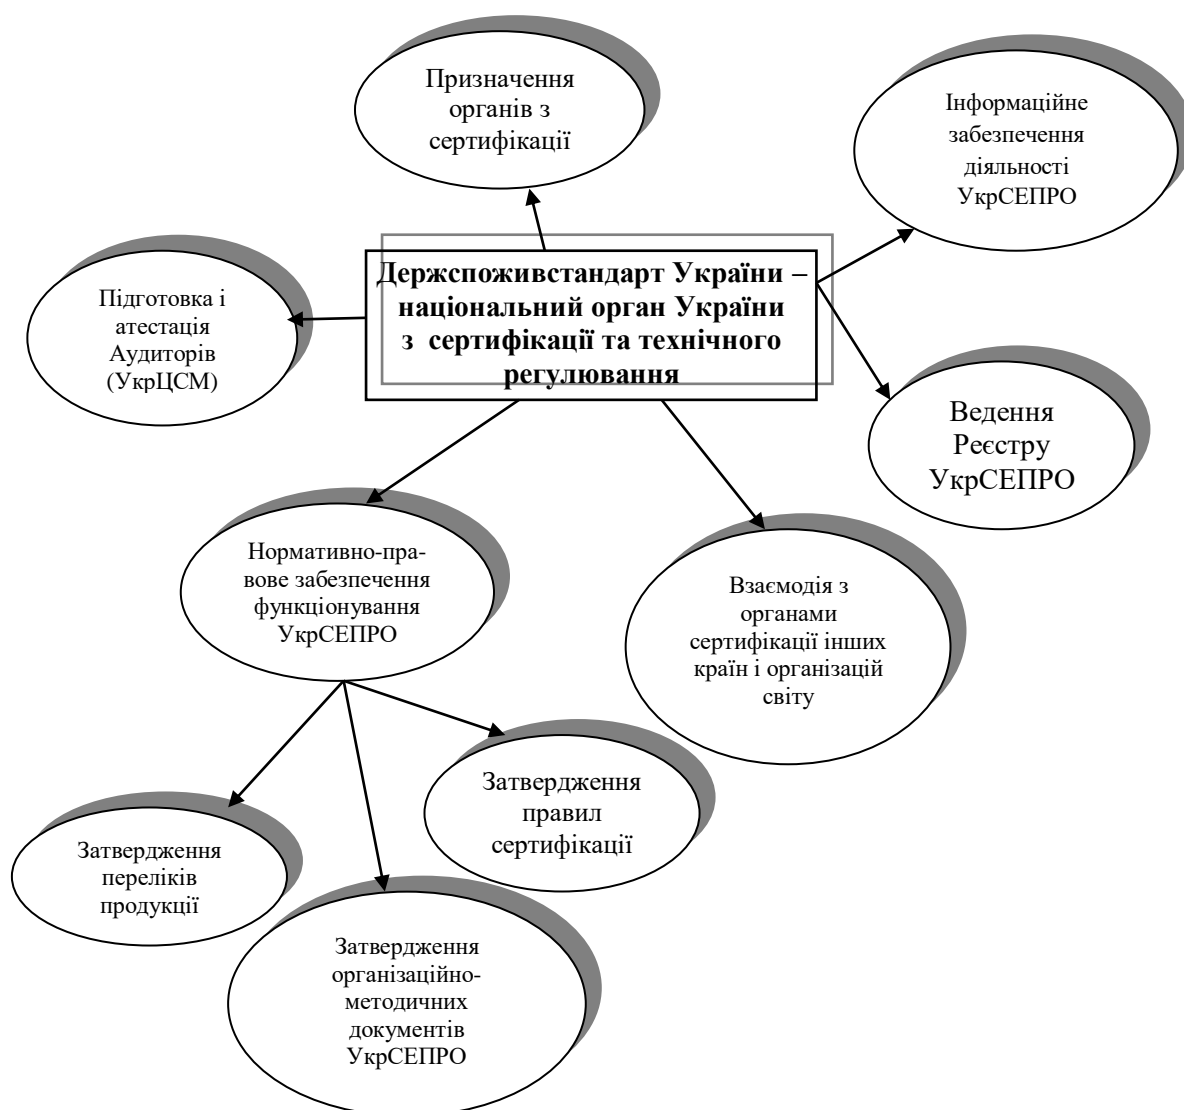 Призначення
органів з
сертифікації
Інформаційне
забезпечення
діяльності
УкрСЕПРО
Держспоживстандарт України –
національний орган України
з сертифікації та технічного
регулювання
Підготовка і
атестація
Аудиторів
(УкрЦСМ)
Ведення
Реєстру
УкрСЕПРО
Нормативно-пра-
вове забезпечення
функціонування
УкрСЕПРО
Взаємодія з
органами
сертифікації інших
країн і організацій
світу
Затвердження
правил
сертифікації
Затвердження
переліків
продукції
Затвердження
організаційно-
методичних
документів
УкрСЕПРО